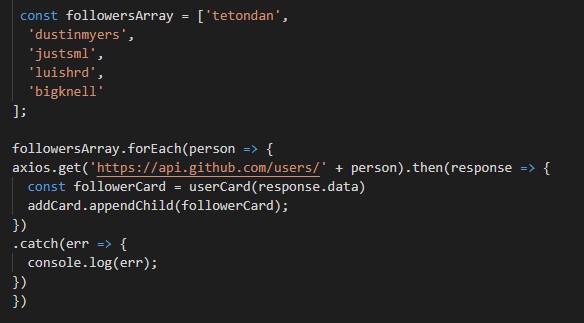 const followersArray = ['tetondan',
'dustinmyers',
'justsml',
'luishrd',
'bigknell'
];

followersArray.forEach(person => {
axios.get('https://api.github.com/users/' + person).then(response => {
  const followerCard = userCard(response.data)
  addCard.appendChild(followerCard);
})
.catch(err => {
  console.log(err);
})
})